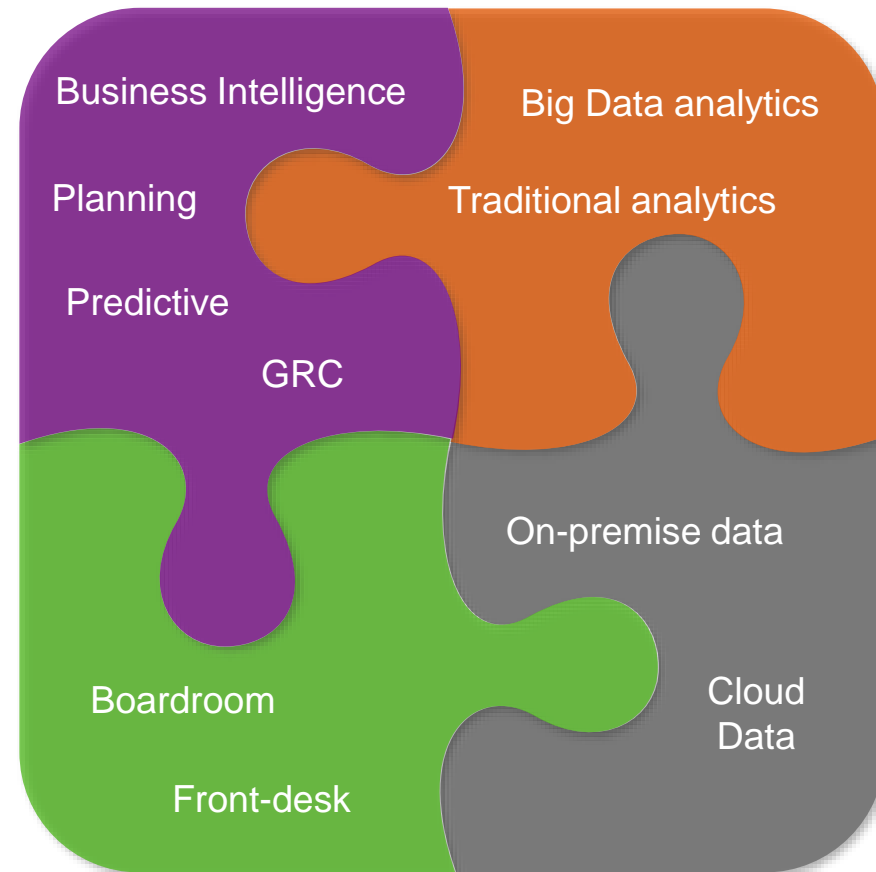 Business Intelligence
Planning
Predictive
GRC
Big Data analytics
Traditional analytics
Boardroom
Front-desk
On-premise data
Cloud
Data